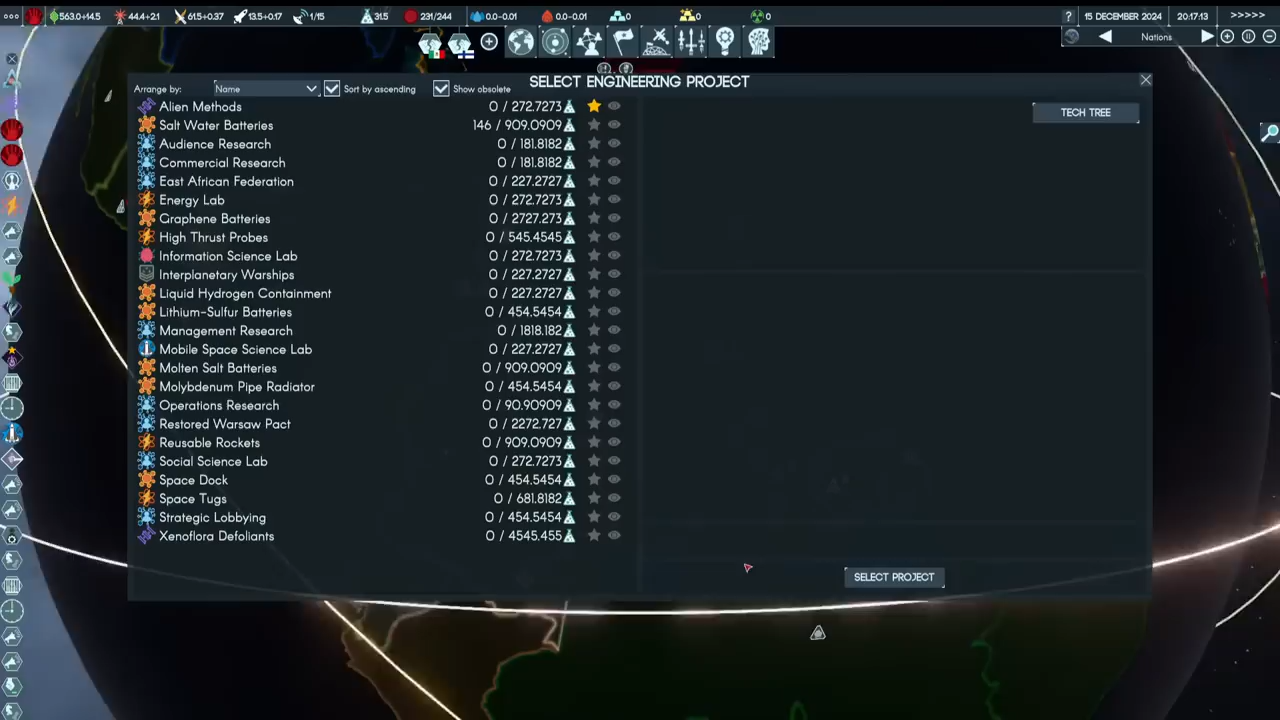 563.0+14.5 44.4+2.1 61.5+0.37 13.5+0.17 1/15 31.5 231/244 0.0-0.01 0.0-0.01 0 0 0 ? 15 DECEMBER 2024 20:17:13 >>>>>
Nations
SELECT ENGINEERING PROJECT
Arrange by: Name Sort by ascending Show obsolete
TECH TREE
Alien Methods 0 / 272.7273
Salt Water Batteries 146 / 909.0909
Audience Research 0 / 181.8182
Commercial Research 0 / 181.8182
East African Federation 0 / 227.2727
Energy Lab 0 / 272.7273
Graphene Batteries 0 / 2727.273
High Thrust Probes 0 / 545.4545
Information Science Lab 0 / 272.7273
Interplanetary Warships 0 / 227.2727
Liquid Hydrogen Containment 0 / 227.2727
Lithium-Sulfur Batteries 0 / 454.5454
Management Research 0 / 1818.182
Mobile Space Science Lab 0 / 227.2727
Molten Salt Batteries 0 / 909.0909
Molybdenum Pipe Radiator 0 / 454.5454
Operations Research 0 / 90.90909
Restored Warsaw Pact 0 / 2272.727
Reusable Rockets 0 / 909.0909
Social Science Lab 0 / 272.7273
Space Dock 0 / 454.5454
Space Tugs 0 / 681.8182
Strategic Lobbying 0 / 454.5454
Xenoflora Defoliants 0 / 4545.455
SELECT PROJECT